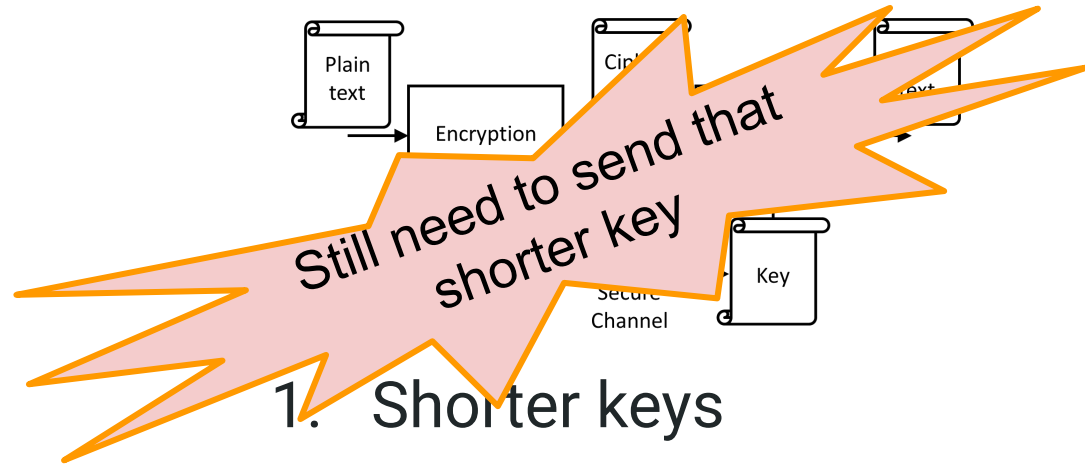 Plain
text
Encryption
Still need to send that
shorter key
Key
Secure
Channel
1. Shorter keys